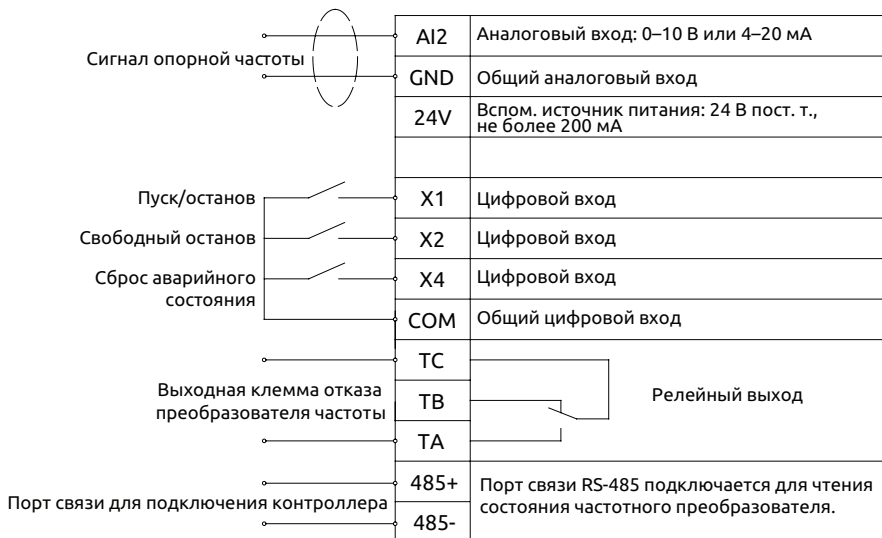 Сигнал опорной частоты
AI2
Аналоговый вход: 0–10 В или 4–20 мА
GND
Общий аналоговый вход
24V
Вспом. источник питания: 24 В пост. т.,
не более 200 мА
Пуск/останов
X1
Цифровой вход
Свободный останов
X2
Цифровой вход
Сброс аварийного
состояния
X4
Цифровой вход
COM
Общий цифровой вход
TC
Выходная клемма отказа
преобразователя частоты
TB
Релейный выход
TA
Порт связи для подключения контроллера
485+
485-
Порт связи RS-485 подключается для чтения
состояния частотного преобразователя.